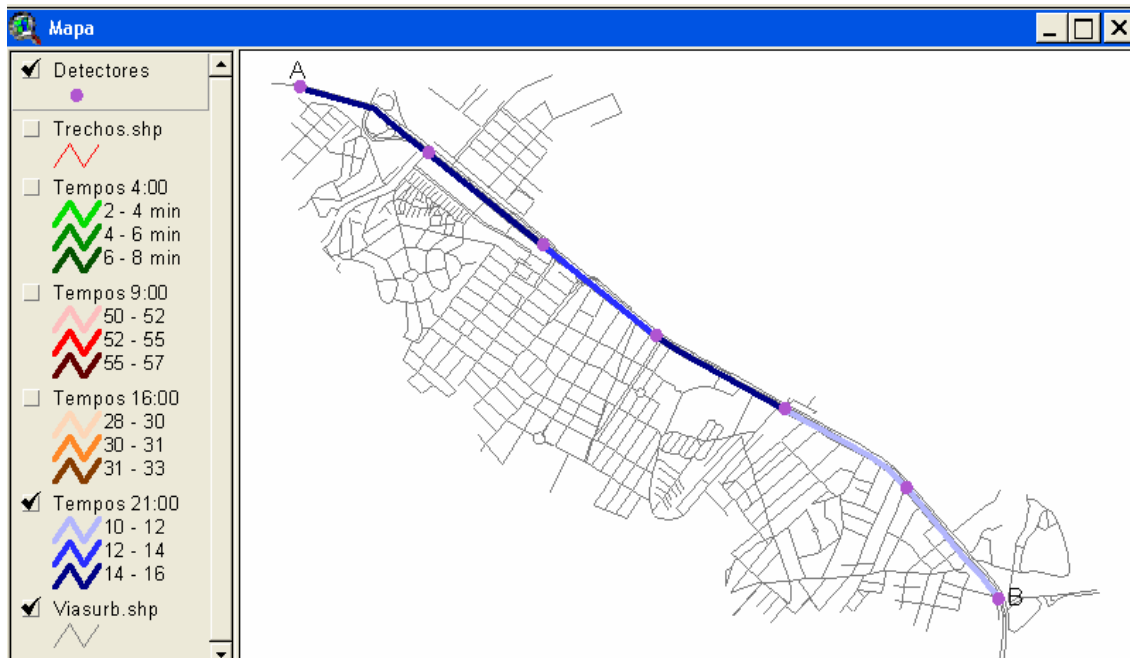 Mapa
Detectores
Trechos.shp
Tempos 4:00
2 - 4 min
4 - 6 min
6 - 8 min
Tempos 9:00
50 - 52
52 - 55
55 - 57
Tempos 16:00
28 - 30
30 - 31
31 - 33
Tempos 21:00
10 - 12
12 - 14
14 - 16
Viasurb.shp
A
B